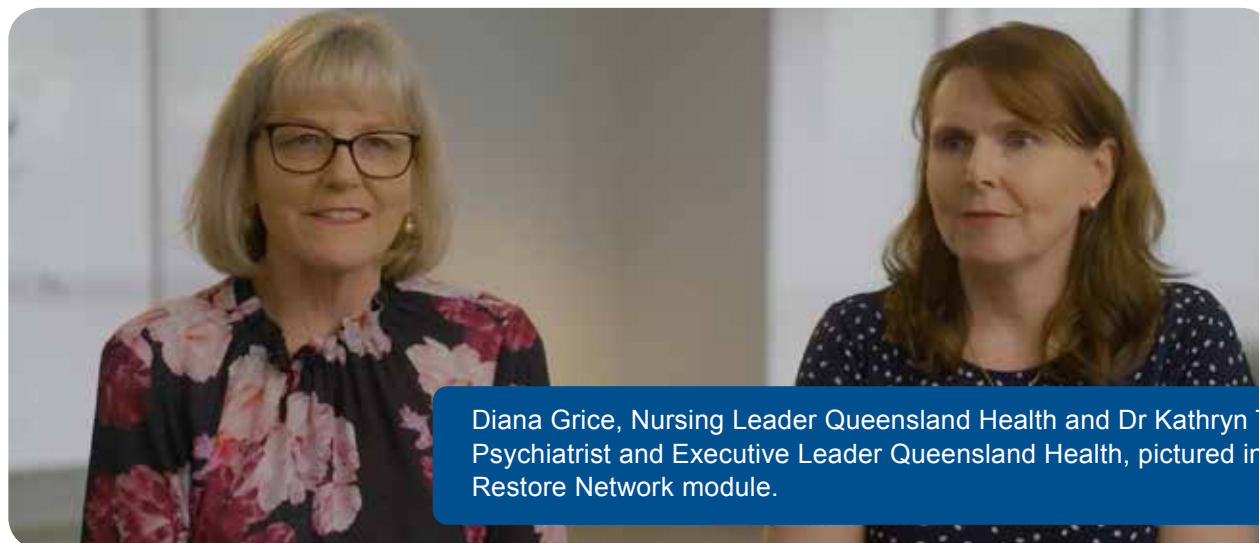 Diana Grice, Nursing Leader Queensland Health and Dr Kathryn
Psychiatrist and Executive Leader Queensland Health, pictured in
Restore Network module.